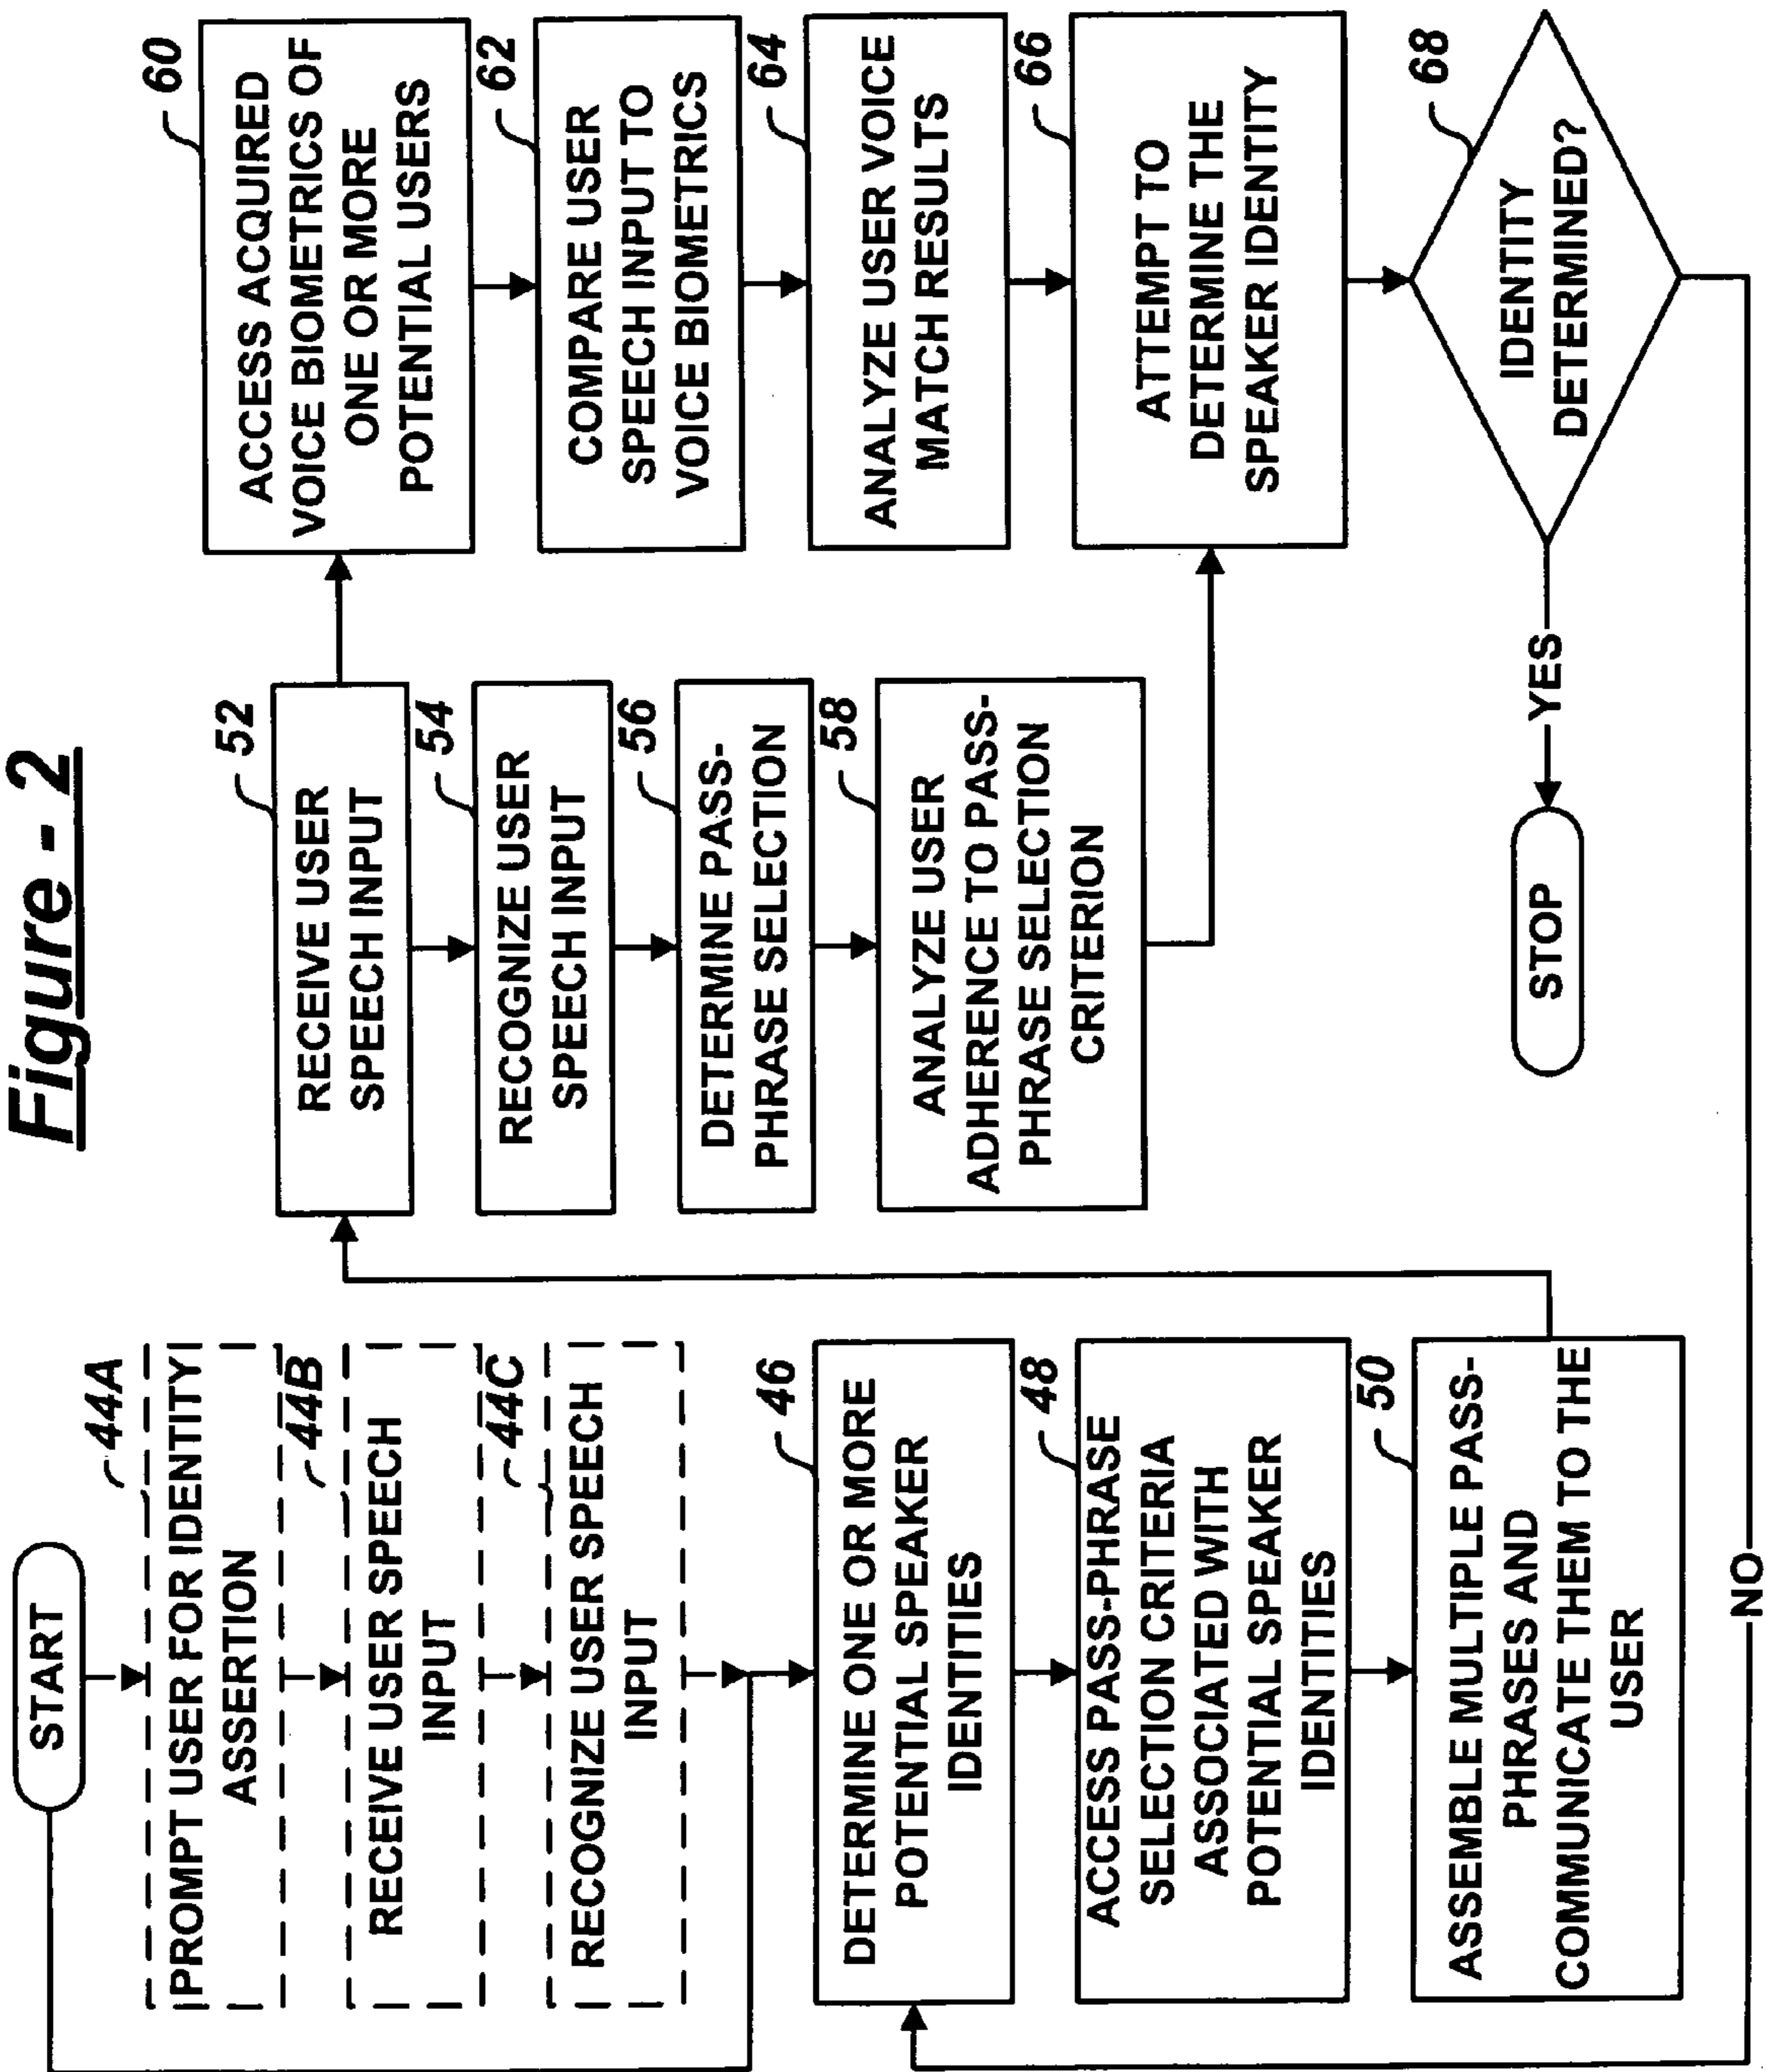 Figure - 2
START
44A
PROMPT USER FOR IDENTITY
ASSERTION
44B
RECEIVE USER SPEECH
INPUT
44C
RECOGNIZE USER SPEECH
INPUT
46
DETERMINE ONE OR MORE
POTENTIAL SPEAKER
IDENTITIES
48
ACCESS PASS-PHRASE
SELECTION CRITERIA
ASSOCIATED WITH
POTENTIAL SPEAKER
IDENTITIES
50
ASSEMBLE MULTIPLE PASS-
PHRASES AND
COMMUNICATE THEM TO THE
USER
52
RECEIVE USER
SPEECH INPUT
54
RECOGNIZE USER
SPEECH INPUT
56
DETERMINE PASS-
PHRASE SELECTION
58
ANALYZE USER
ADHERENCE TO PASS-
PHRASE SELECTION
CRITERION
60
ACCESS ACQUIRED
VOICE BIOMETRICS OF
ONE OR MORE
POTENTIAL USERS
62
COMPARE USER
SPEECH INPUT TO
VOICE BIOMETRICS
64
ANALYZE USER VOICE
MATCH RESULTS
66
ATTEMPT TO
DETERMINE THE
SPEAKER IDENTITY
68
IDENTITY
DETERMINED?
YES
STOP
NO